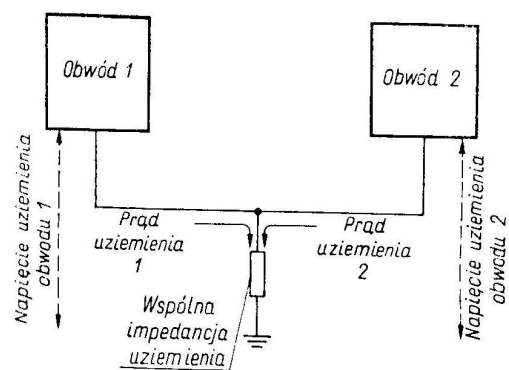 Obwód 1
Obwód 2
Napięcie uziemienia
obwodu 1
Prąd
uziemienia
1
Prąd
uziemienia
2
Napięcie uziemienia
obwodu 2
Wspólna
impedancja
uziemienia